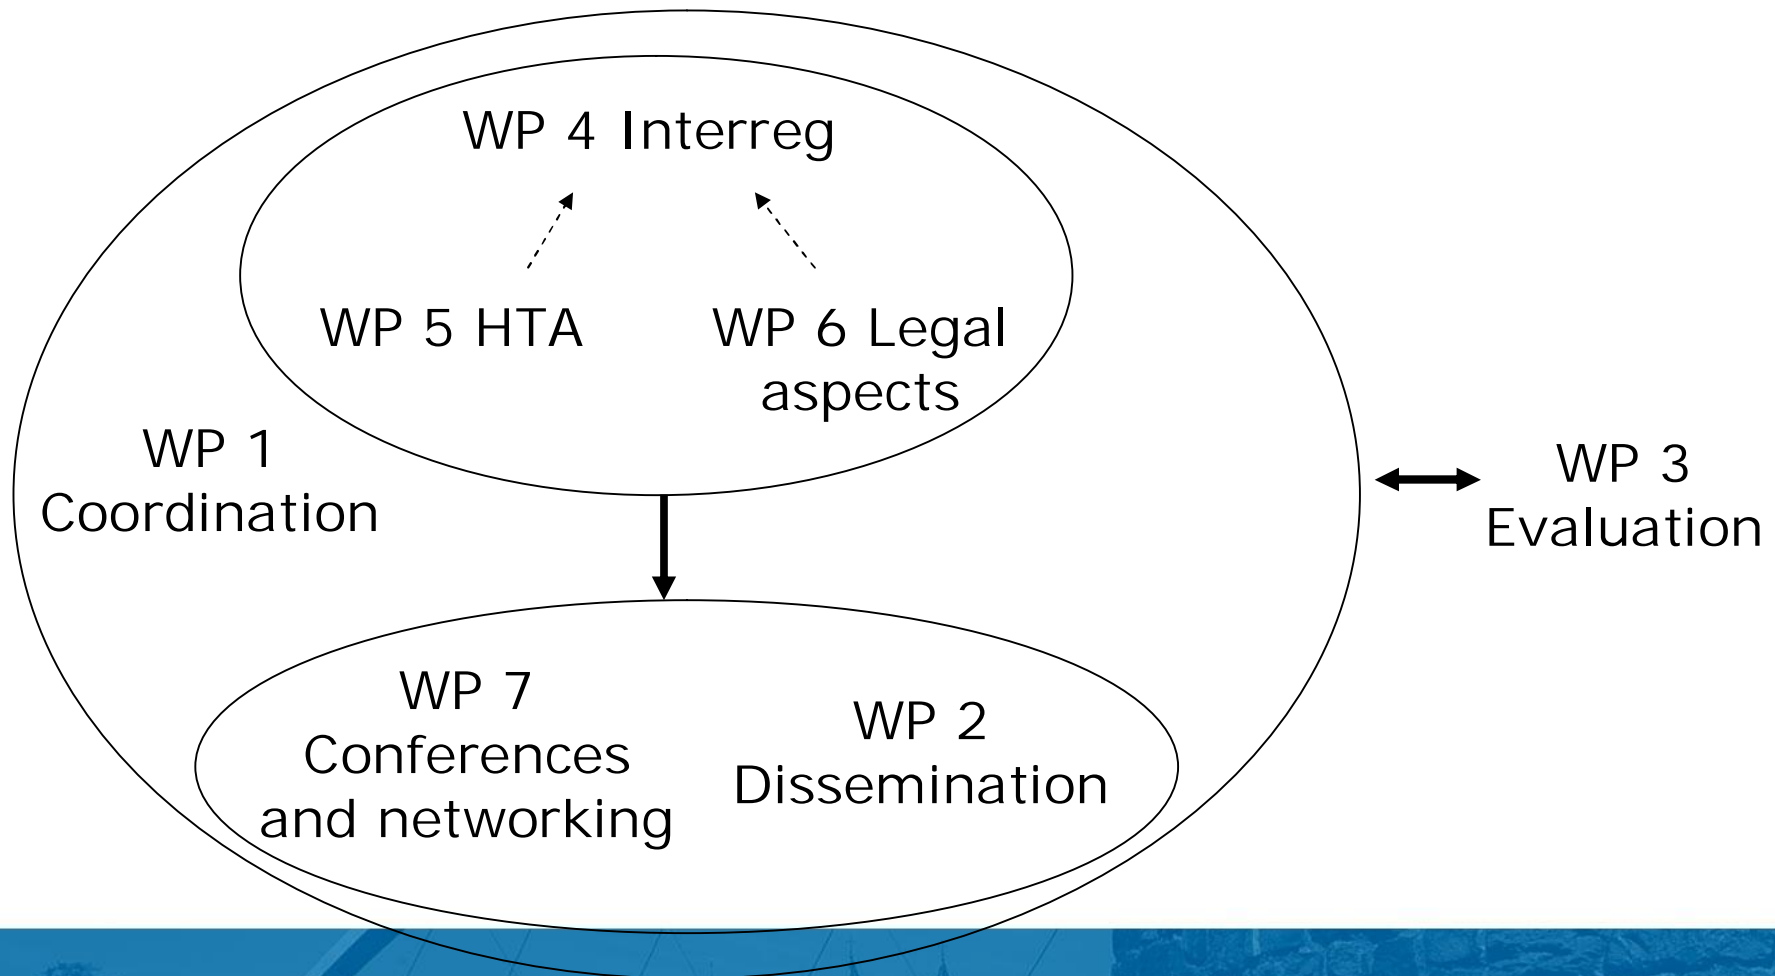 WP 4 Interreg
WP 5 HTA
WP 6 Legal
aspects
WP 1
Coordination
WP 3
Evaluation
WP 7
Conferences
and networking
WP 2
Dissemination